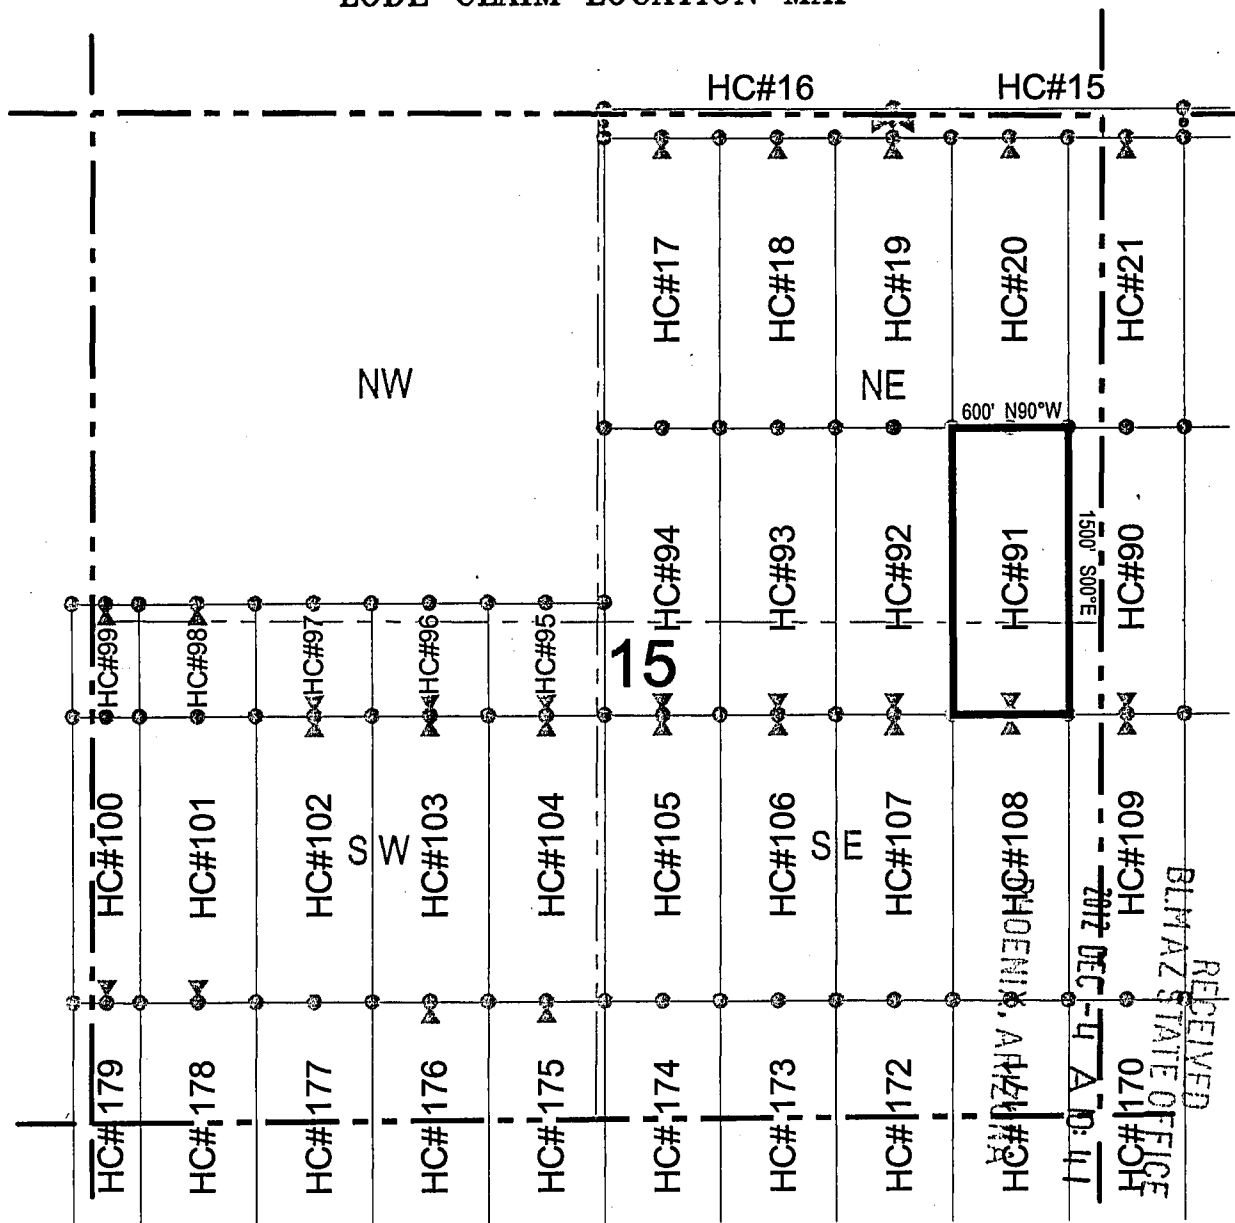 LODE CLAIM LOCATION MAP
HC#16
HC#15
HC#17
HC#18
HC#19
HC#20
HC#21
NW
NE
600' N90°W
HC#94
HC#93
HC#92
HC#91
1500' S00°E
HC#90
HC#99
HC#98
HC#97
HC#96
HC#95
15
HC#100
HC#101
HC#102
SW
HC#103
HC#104
HC#105
HC#106
SE
HC#107
HC#108
HC#109
HC#179
HC#178
HC#177
HC#176
HC#175
HC#174
HC#173
HC#172
HC#171
HC#170
RECEIVED
BLM AZ STATE OFFICE
2012 DEC -4 A 10:41
PHOENIX, ARIZONA